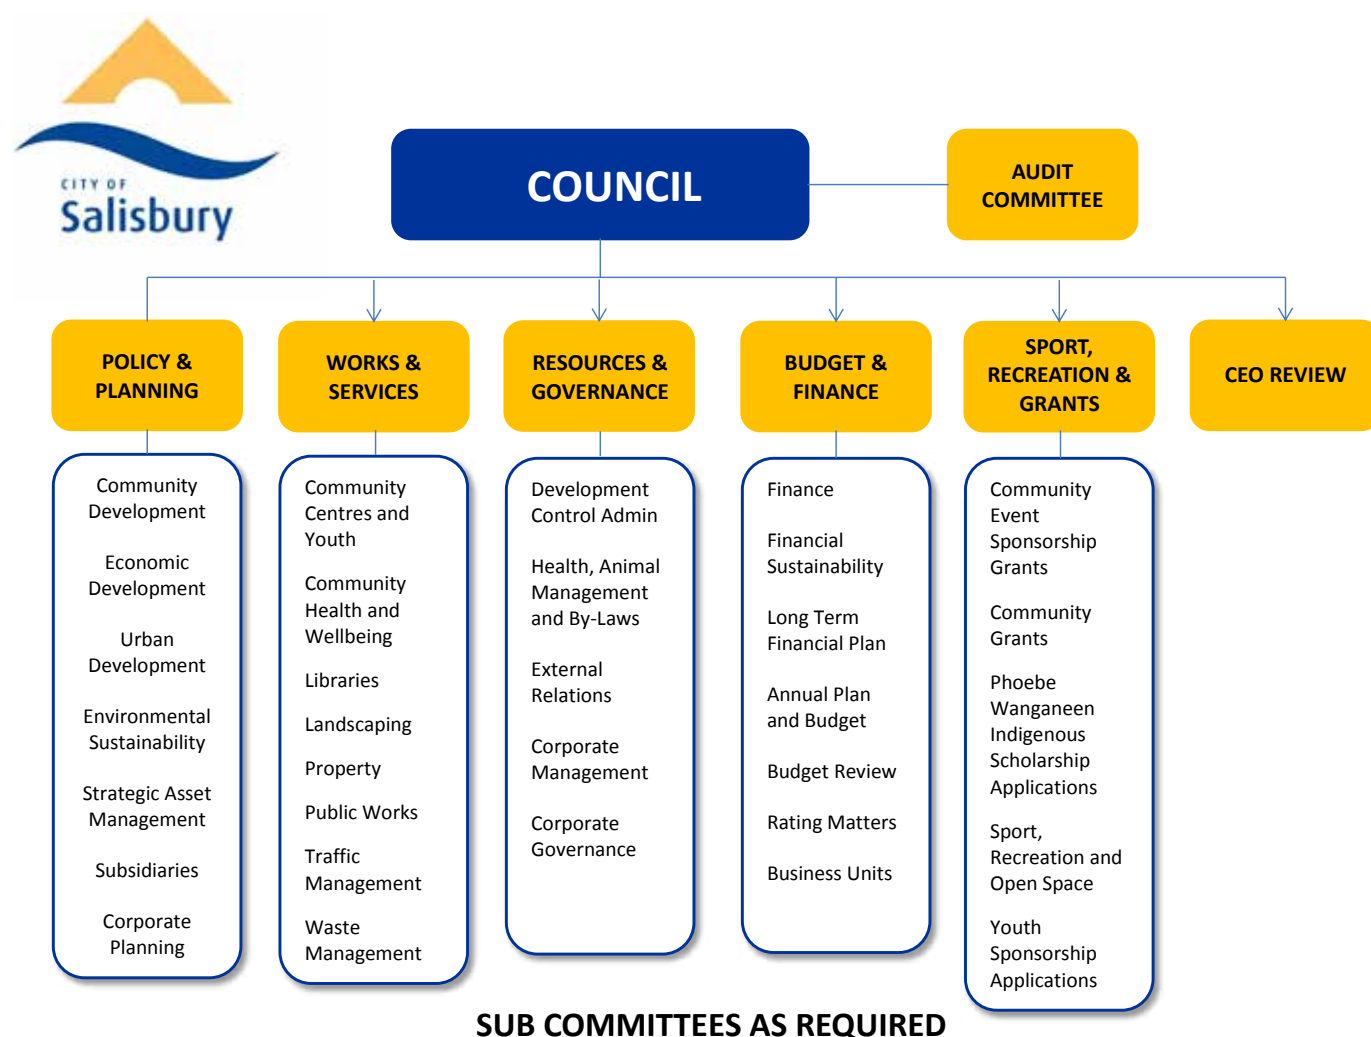 CITY OF
Salisbury
COUNCIL
AUDIT
COMMITTEE
POLICY &
PLANNING
WORKS &
SERVICES
RESOURCES &
GOVERNANCE
BUDGET &
FINANCE
SPORT,
RECREATION &
GRANTS
CEO REVIEW
Community
Development
Economic
Development
Urban
Development
Environmental
Sustainability
Strategic Asset
Management
Subsidiaries
Corporate
Planning
Community
Centres and
Youth
Community
Health and
Wellbeing
Libraries
Landscaping
Property
Public Works
Traffic
Management
Waste
Management
Development
Control Admin
Health, Animal
Management
and By-Laws
External
Relations
Corporate
Management
Corporate
Governance
Finance
Financial
Sustainability
Long Term
Financial Plan
Annual Plan
and Budget
Budget Review
Rating Matters
Business Units
Community
Event
Sponsorship
Grants
Community
Grants
Phoebe
Wanganeen
Indigenous
Scholarship
Applications
Sport,
Recreation and
Open Space
Youth
Sponsorship
Applications
SUB COMMITTEES AS REQUIRED